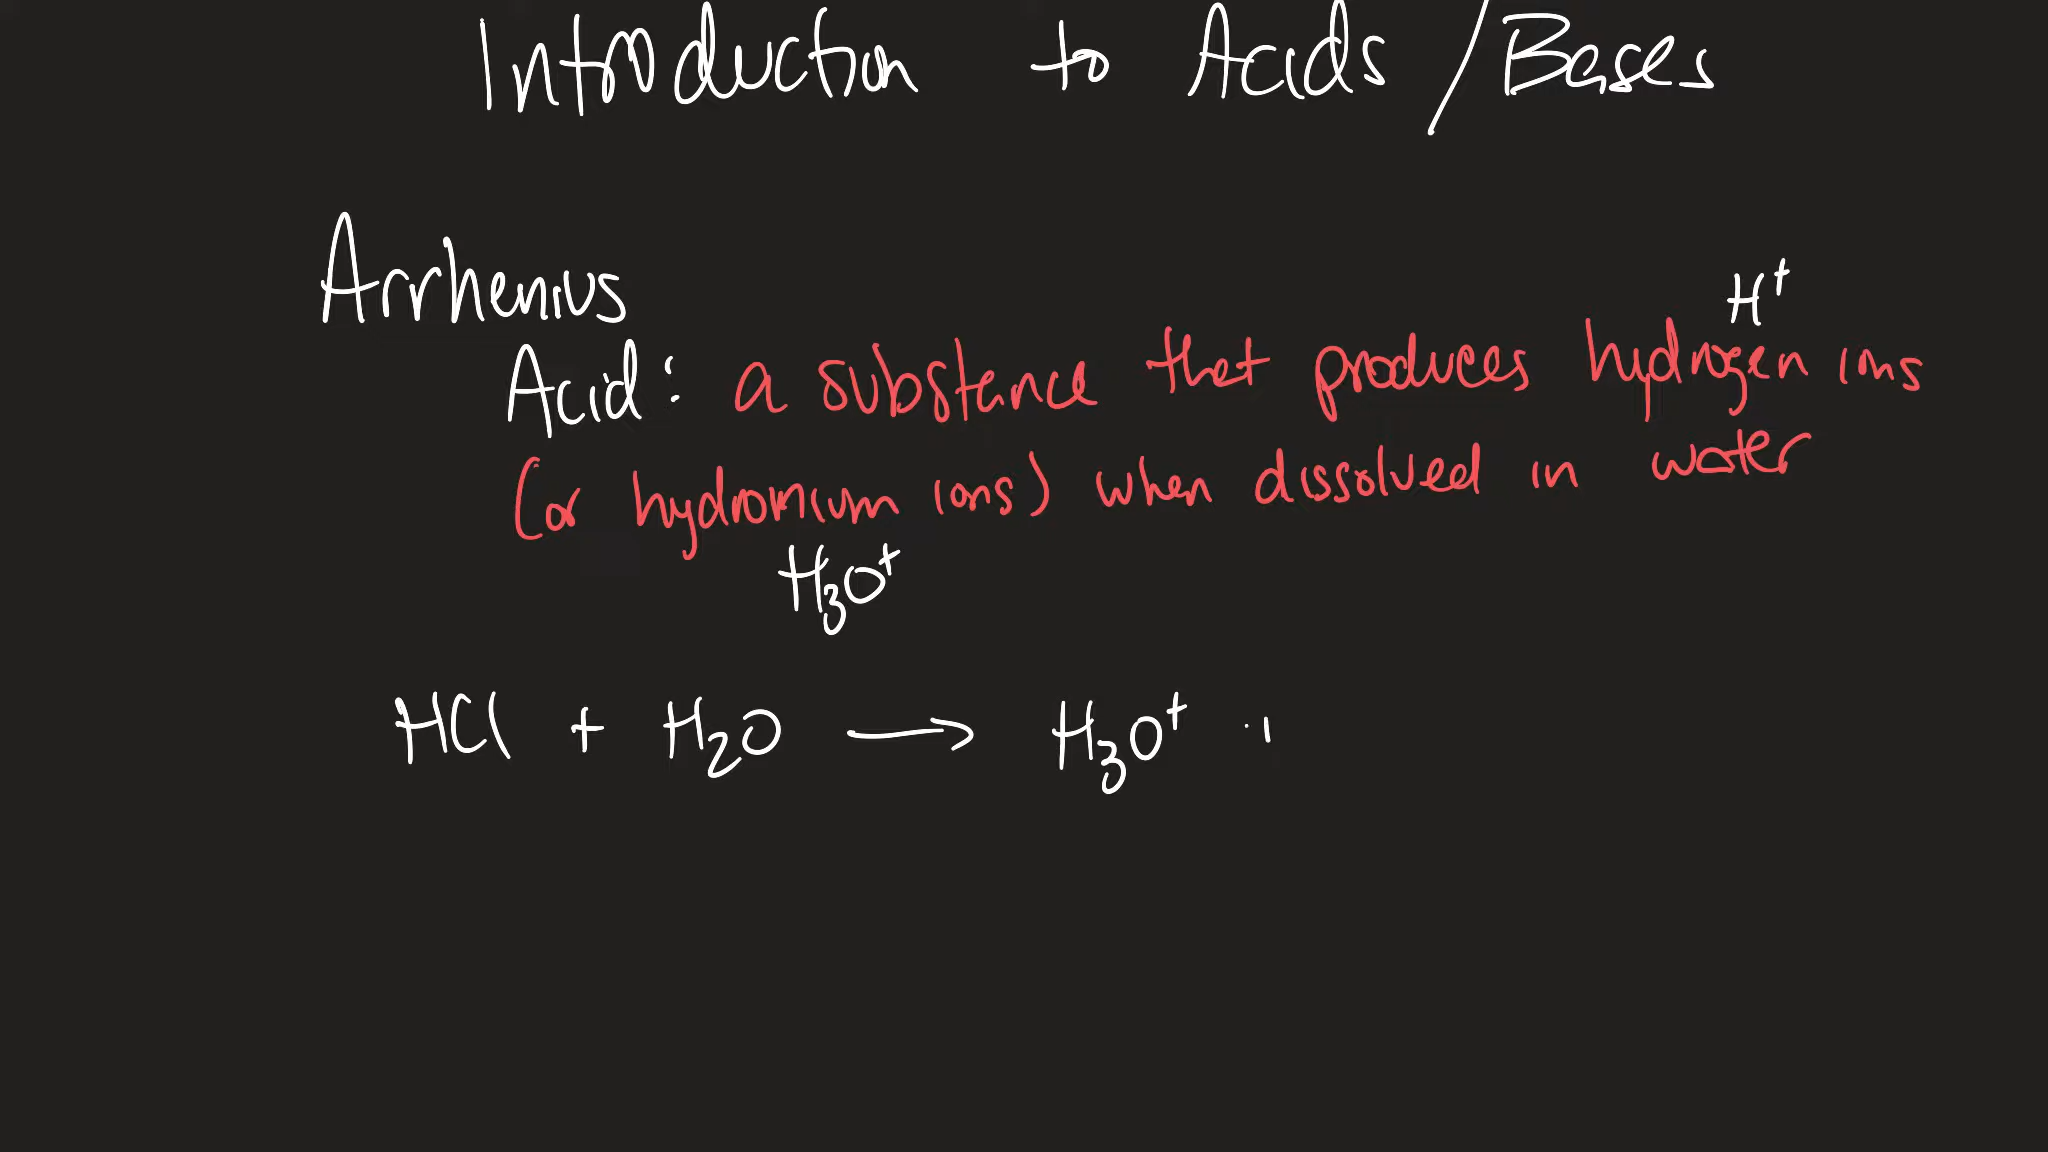 Introduction to Acids/Bases
Arrhenius
H⁺
Acid: a substance that produces hydrogen ions
(or hydronium ions) when dissolved in water
H₃O⁺
HCl + H₂O → H₃O⁺